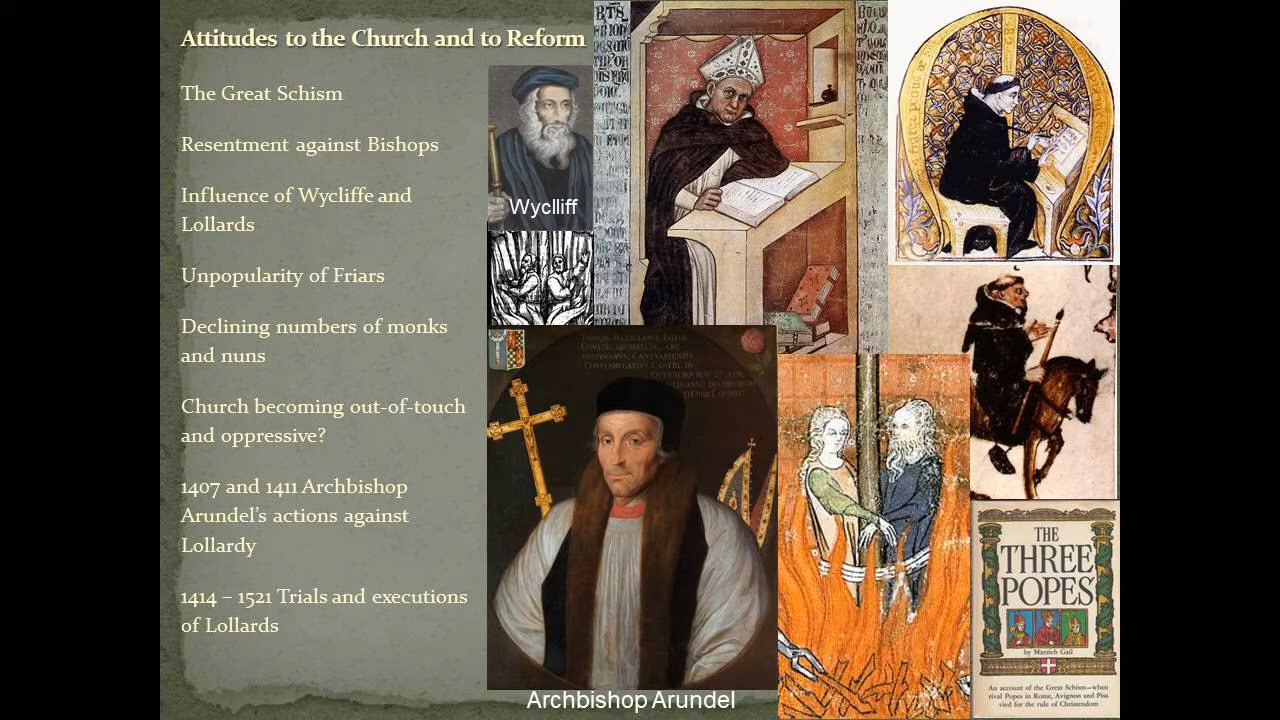 Attitudes to the Church and to Reform
The Great Schism
Resentment against Bishops
Influence of Wycliffe and
Lollards
Unpopularity of Friars
Declining numbers of monks
and nuns
Church becoming out-of-touch
and oppressive?
1407 and 1411 Archbishop
Arundel's actions against
Lollardy
1414 – 1521 Trials and executions
of Lollards
Wyclliff
Archbishop Arundel
THE
THREE
POPES
by Marzieh Gail
An account of the Great Schism—when
rival Popes in Rome, Avignon and Pisa
vied for the rule of Christendom